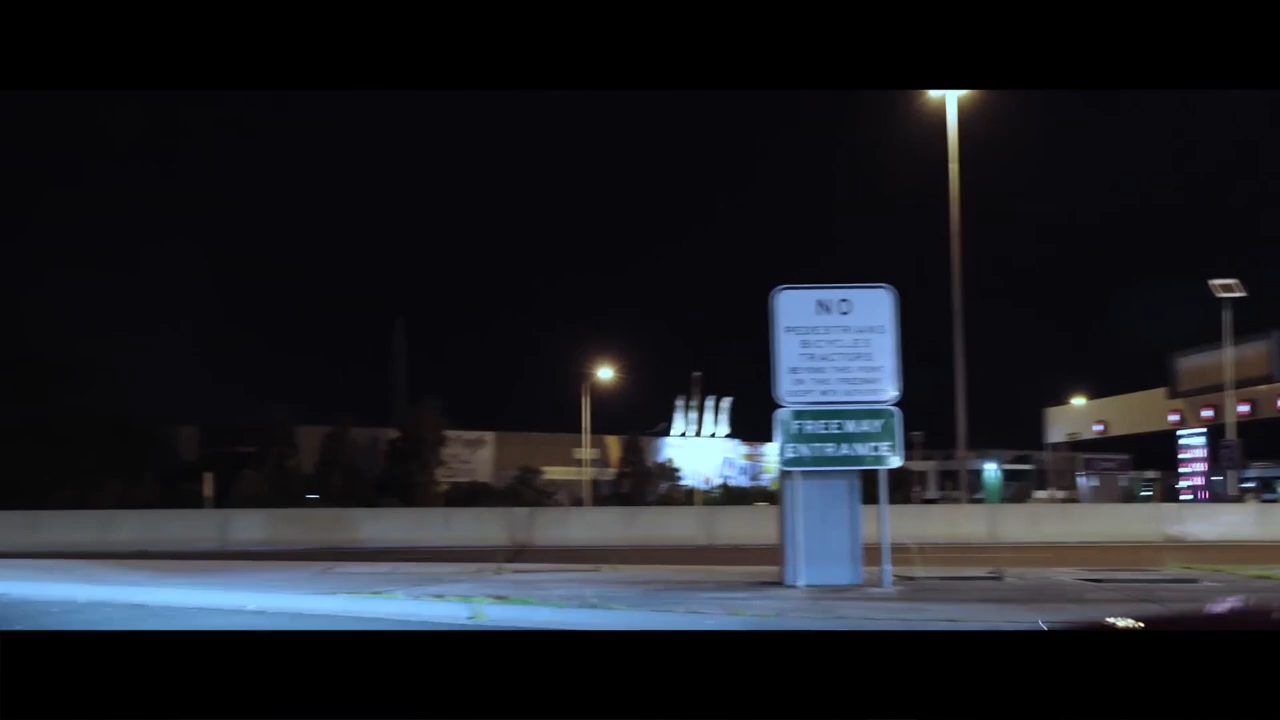 NO
PEDESTRIANS
BICYCLES
TRACTORS
BEYOND THIS POINT
ON THIS FREEWAY
FREEWAY
ENTRANCE